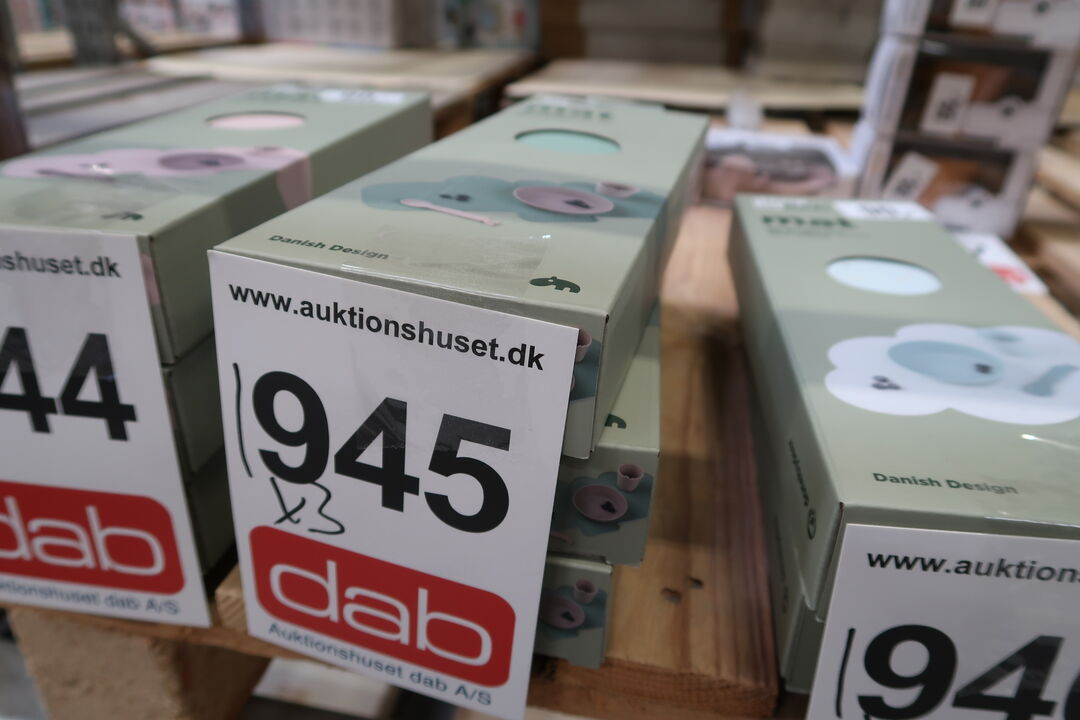 shuset.dk
44
dab
Auktionshuset dab A/S
Danish Design
www.auktionshuset.dk
(945
x3
dab
Auktionshuset dab A/S
mat
Danish Design
www.auktions
(946